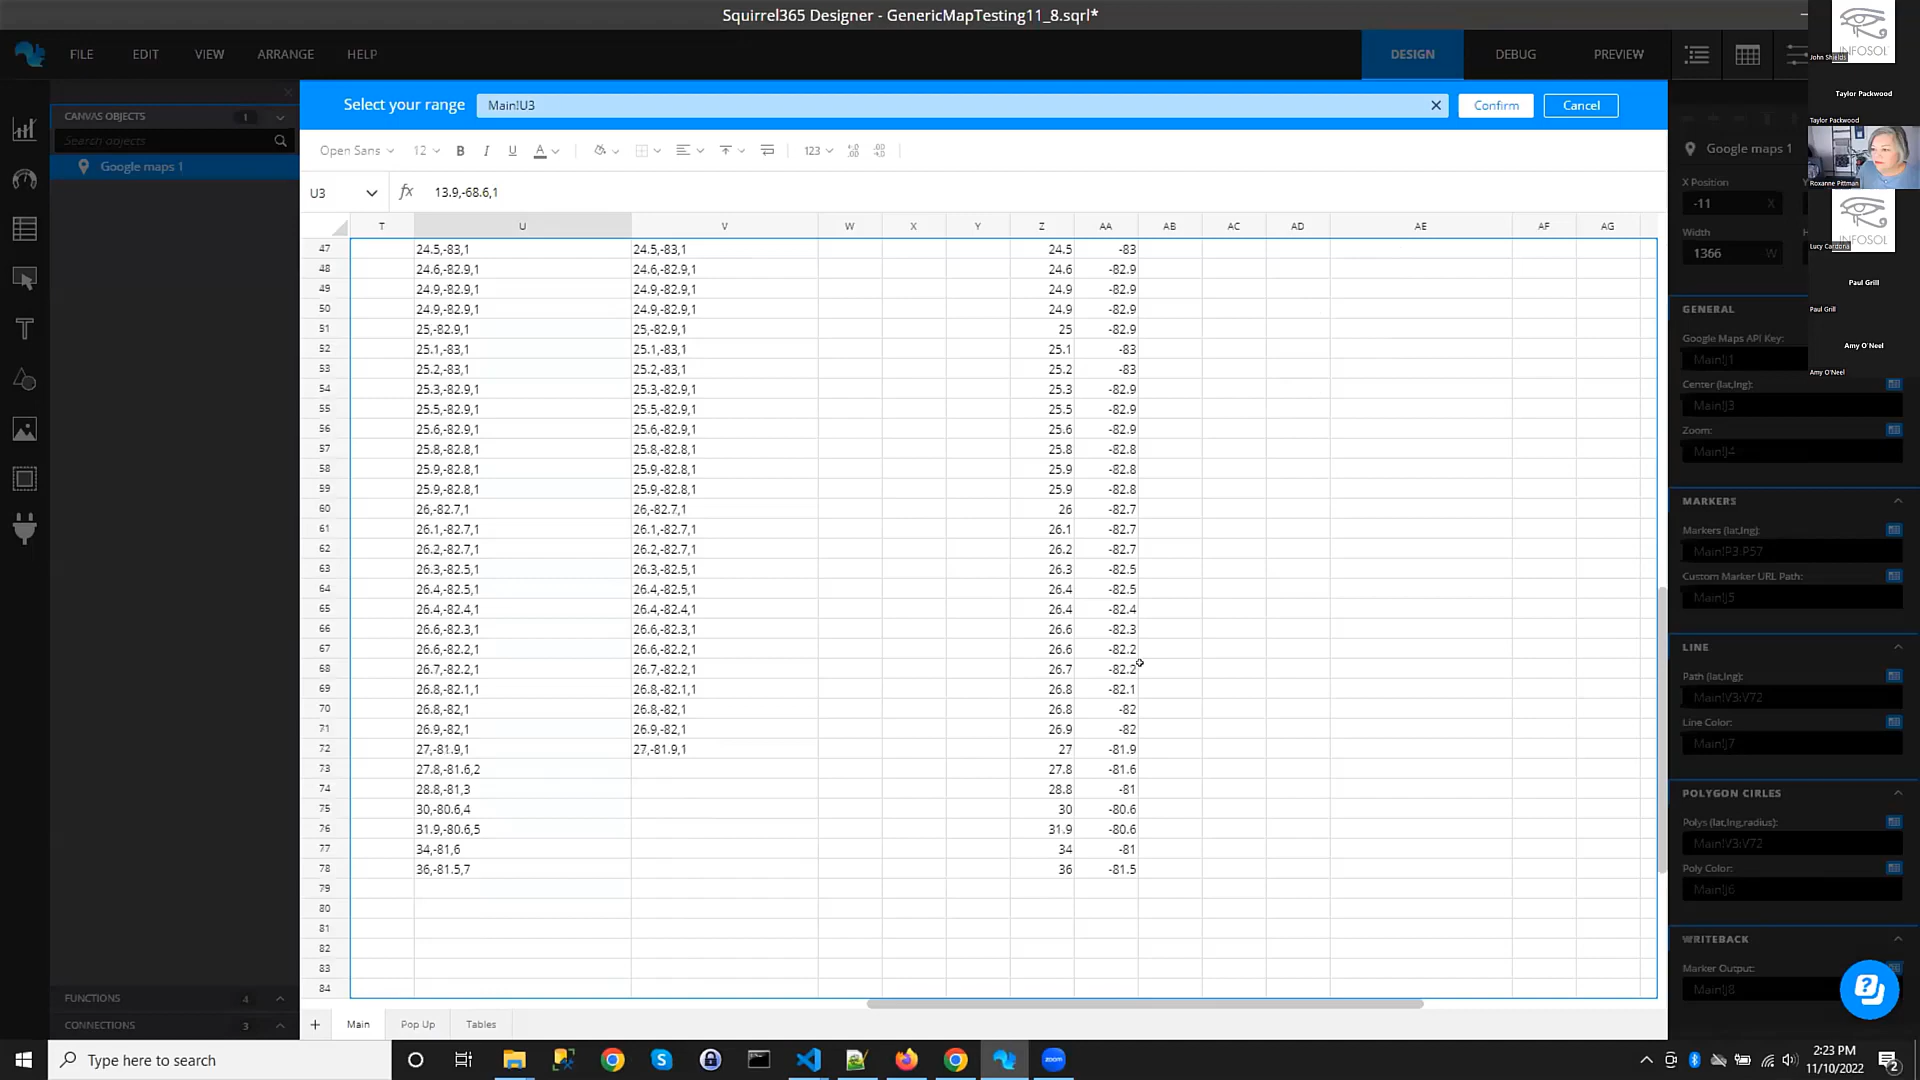 Squirrel365 Designer - GenericMapTesting11_8.sqrl*
FILE EDIT VIEW ARRANGE HELP DESIGN DEBUG PREVIEW
INFOSOL
John Shields
Taylor Packwood
Taylor Packwood
Roxanne Pittman
INFOSOL
Lucy Cardona
Paul Grill
Paul Grill
Amy O'Neel
Amy O'Neel
CANVAS OBJECTS 1
Search objects
Google maps 1
Select your range Main!U3 Confirm Cancel
Open Sans 12 B I U A 123
U3 fx 13.9,-68.6,1
T U V W X Y Z AA AB AC AD AE AF AG
47 24.5,-83,1 24.5,-83,1 24.5 -83
48 24.6,-82.9,1 24.6,-82.9,1 24.6 -82.9
49 24.9,-82.9,1 24.9,-82.9,1 24.9 -82.9
50 24.9,-82.9,1 24.9,-82.9,1 24.9 -82.9
51 25,-82.9,1 25,-82.9,1 25 -82.9
52 25.1,-83,1 25.1,-83,1 25.1 -83
53 25.2,-83,1 25.2,-83,1 25.2 -83
54 25.3,-82.9,1 25.3,-82.9,1 25.3 -82.9
55 25.5,-82.9,1 25.5,-82.9,1 25.5 -82.9
56 25.6,-82.9,1 25.6,-82.9,1 25.6 -82.9
57 25.8,-82.8,1 25.8,-82.8,1 25.8 -82.8
58 25.9,-82.8,1 25.9,-82.8,1 25.9 -82.8
59 25.9,-82.8,1 25.9,-82.8,1 25.9 -82.8
60 26,-82.7,1 26,-82.7,1 26 -82.7
61 26.1,-82.7,1 26.1,-82.7,1 26.1 -82.7
62 26.2,-82.7,1 26.2,-82.7,1 26.2 -82.7
63 26.3,-82.5,1 26.3,-82.5,1 26.3 -82.5
64 26.4,-82.5,1 26.4,-82.5,1 26.4 -82.5
65 26.4,-82.4,1 26.4,-82.4,1 26.4 -82.4
66 26.6,-82.3,1 26.6,-82.3,1 26.6 -82.3
67 26.6,-82.2,1 26.6,-82.2,1 26.6 -82.2
68 26.7,-82.2,1 26.7,-82.2,1 26.7 -82.2
69 26.8,-82.1,1 26.8,-82.1,1 26.8 -82.1
70 26.8,-82,1 26.8,-82,1 26.8 -82
71 26.9,-82,1 26.9,-82,1 26.9 -82
72 27,-81.9,1 27,-81.9,1 27 -81.9
73 27.8,-81.6,2 27.8 -81.6
74 28.8,-81,3 28.8 -81
75 30,-80.6,4 30 -80.6
76 31.9,-80.6,5 31.9 -80.6
77 34,-81,6 34 -81
78 36,-81.5,7 36 -81.5
79
80
81
82
83
84
Main Pop Up Tables
FUNCTIONS 4
CONNECTIONS 3
Google maps 1
X Position
-11 X
Width
1366 W
GENERAL
Google Maps API Key:
Main!J1
Center (lat,lng):
Main!J3
Zoom:
Main!J4
MARKERS
Markers (lat,lng):
Main!P3:P57
Custom Marker URL Path:
Main!J5
LINE
Path (lat,lng):
Main!V3:V72
Line Color:
Main!J7
POLYGON CIRLES
Polys (lat,lng,radius):
Main!V3:V72
Poly Color:
Main!J6
WRITEBACK
Marker Output:
Main!J8
Type here to search
zoom
2:23 PM
11/10/2022
2